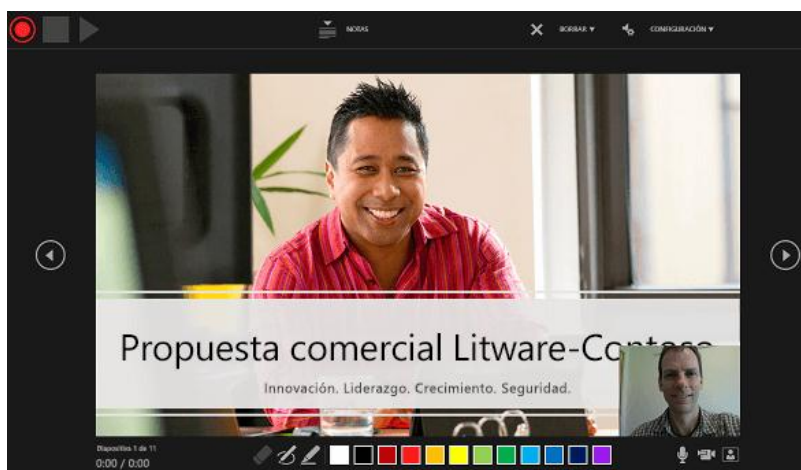 NOTAS
BORRAR
CONFIGURACIÓN
Propuesta comercial Litware-Contoso
Innovación. Liderazgo. Crecimiento. Seguridad.
Diapositiva 1 de 11
0:00 / 0:00